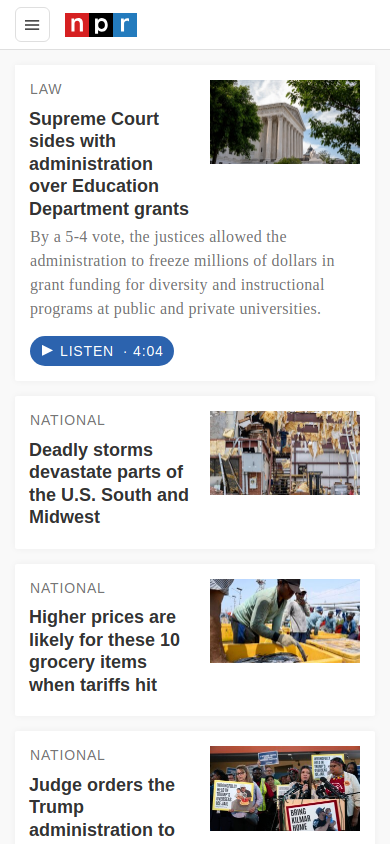 npr
LAW
Supreme Court
sides with
administration
over Education
Department grants
By a 5-4 vote, the justices allowed the
administration to freeze millions of dollars in
grant funding for diversity and instructional
programs at public and private universities.
LISTEN · 4:04
NATIONAL
Deadly storms
devastate parts of
the U.S. South and
Midwest
NATIONAL
Higher prices are
likely for these 10
grocery items
when tariffs hit
NATIONAL
Judge orders the
Trump
administration to
BRING
KILMAR
HOME